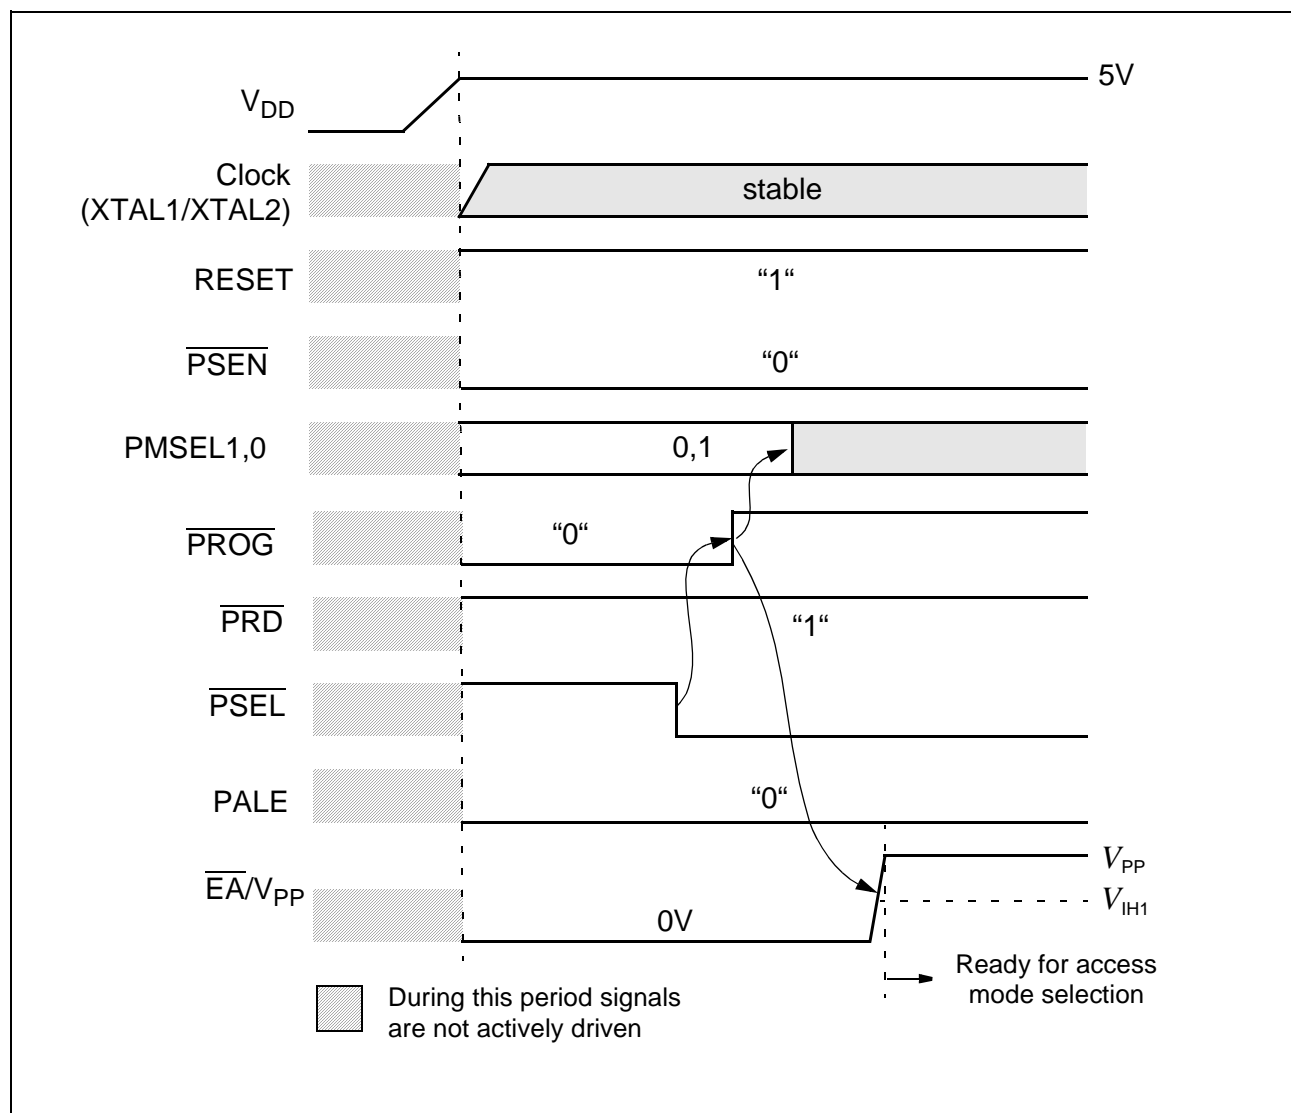 5V
VDD
Clock
(XTAL1/XTAL2)
stable
RESET
“1“
PSEN
“0“
PMSEL1,0
0,1
PROG
“0“
PRD
“1“
PSEL
PALE
“0“
EA/VPP
0V
VPP
VIH1
Ready for access
mode selection
During this period signals
are not actively driven